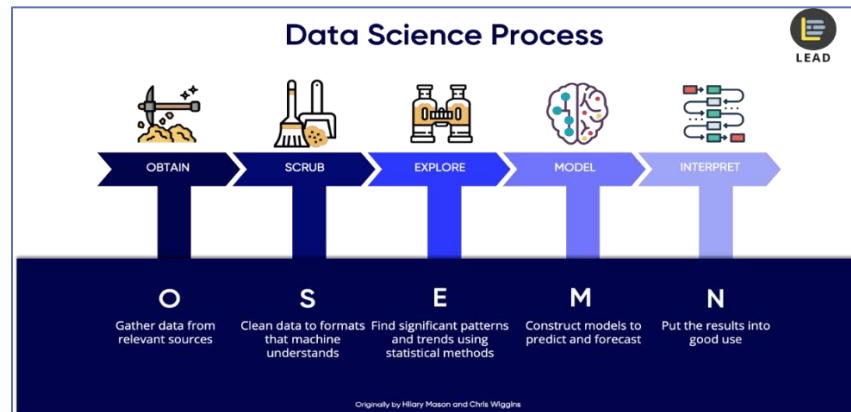 Data Science Process
LEAD
OBTAIN
SCRUB
EXPLORE
MODEL
INTERPRET
O
Gather data from
relevant sources
S
Clean data to formats
that machine
understands
E
Find significant patterns
and trends using
statistical methods
M
Construct models to
predict and forecast
N
Put the results into
good use
Originally by Hilary Mason and Chris Wiggins